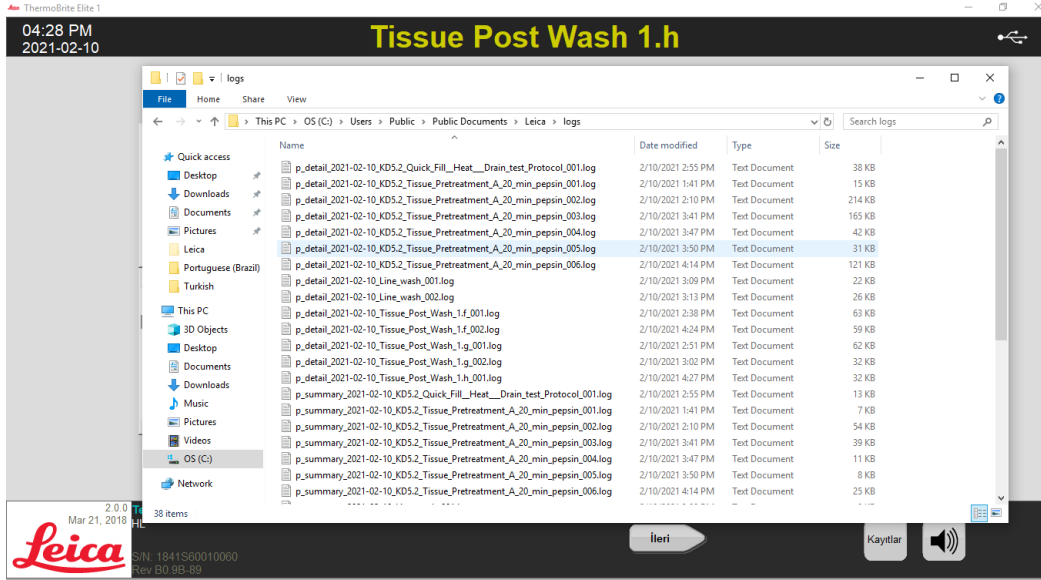 ThermoBrite Elite 1
04:28 PM
2021-02-10
Tissue Post Wash 1.h
logs
File Home Share View
This PC > OS (C:) > Users > Public > Public Documents > Leica > logs
Search logs
Name Date modified Type Size
Quick access
Desktop
Downloads
Documents
Pictures
Leica
Portuguese (Brazil)
Turkish
This PC
3D Objects
Desktop
Documents
Downloads
Music
Pictures
Videos
OS (C:)
Network
p_detail_2021-02-10_KD5.2_Quick_Fill__Heat__Drain_test_Protocol_001.log 2/10/2021 2:55 PM Text Document 38 KB
p_detail_2021-02-10_KD5.2_Tissue_Pretreatment_A_20_min_pepsin_001.log 2/10/2021 1:41 PM Text Document 15 KB
p_detail_2021-02-10_KD5.2_Tissue_Pretreatment_A_20_min_pepsin_002.log 2/10/2021 2:10 PM Text Document 214 KB
p_detail_2021-02-10_KD5.2_Tissue_Pretreatment_A_20_min_pepsin_003.log 2/10/2021 3:41 PM Text Document 165 KB
p_detail_2021-02-10_KD5.2_Tissue_Pretreatment_A_20_min_pepsin_004.log 2/10/2021 3:47 PM Text Document 42 KB
p_detail_2021-02-10_KD5.2_Tissue_Pretreatment_A_20_min_pepsin_005.log 2/10/2021 3:50 PM Text Document 31 KB
p_detail_2021-02-10_KD5.2_Tissue_Pretreatment_A_20_min_pepsin_006.log 2/10/2021 4:14 PM Text Document 121 KB
p_detail_2021-02-10_Line_wash_001.log 2/10/2021 3:09 PM Text Document 22 KB
p_detail_2021-02-10_Line_wash_002.log 2/10/2021 3:13 PM Text Document 26 KB
p_detail_2021-02-10_Tissue_Post_Wash_1.f_001.log 2/10/2021 2:38 PM Text Document 63 KB
p_detail_2021-02-10_Tissue_Post_Wash_1.f_002.log 2/10/2021 4:24 PM Text Document 59 KB
p_detail_2021-02-10_Tissue_Post_Wash_1.g_001.log 2/10/2021 2:51 PM Text Document 62 KB
p_detail_2021-02-10_Tissue_Post_Wash_1.g_002.log 2/10/2021 3:02 PM Text Document 32 KB
p_detail_2021-02-10_Tissue_Post_Wash_1.h_001.log 2/10/2021 4:27 PM Text Document 32 KB
p_summary_2021-02-10_KD5.2_Quick_Fill__Heat__Drain_test_Protocol_001.log 2/10/2021 2:55 PM Text Document 13 KB
p_summary_2021-02-10_KD5.2_Tissue_Pretreatment_A_20_min_pepsin_001.log 2/10/2021 1:41 PM Text Document 7 KB
p_summary_2021-02-10_KD5.2_Tissue_Pretreatment_A_20_min_pepsin_002.log 2/10/2021 2:10 PM Text Document 54 KB
p_summary_2021-02-10_KD5.2_Tissue_Pretreatment_A_20_min_pepsin_003.log 2/10/2021 3:41 PM Text Document 39 KB
p_summary_2021-02-10_KD5.2_Tissue_Pretreatment_A_20_min_pepsin_004.log 2/10/2021 3:47 PM Text Document 11 KB
p_summary_2021-02-10_KD5.2_Tissue_Pretreatment_A_20_min_pepsin_005.log 2/10/2021 3:50 PM Text Document 8 KB
p_summary_2021-02-10_KD5.2_Tissue_Pretreatment_A_20_min_pepsin_006.log 2/10/2021 4:14 PM Text Document 25 KB
38 items
2.0.0
Mar 21, 2018
Leica
S/N: 1841S60010060
Rev B0.9B-89
İleri
Kayıtlar